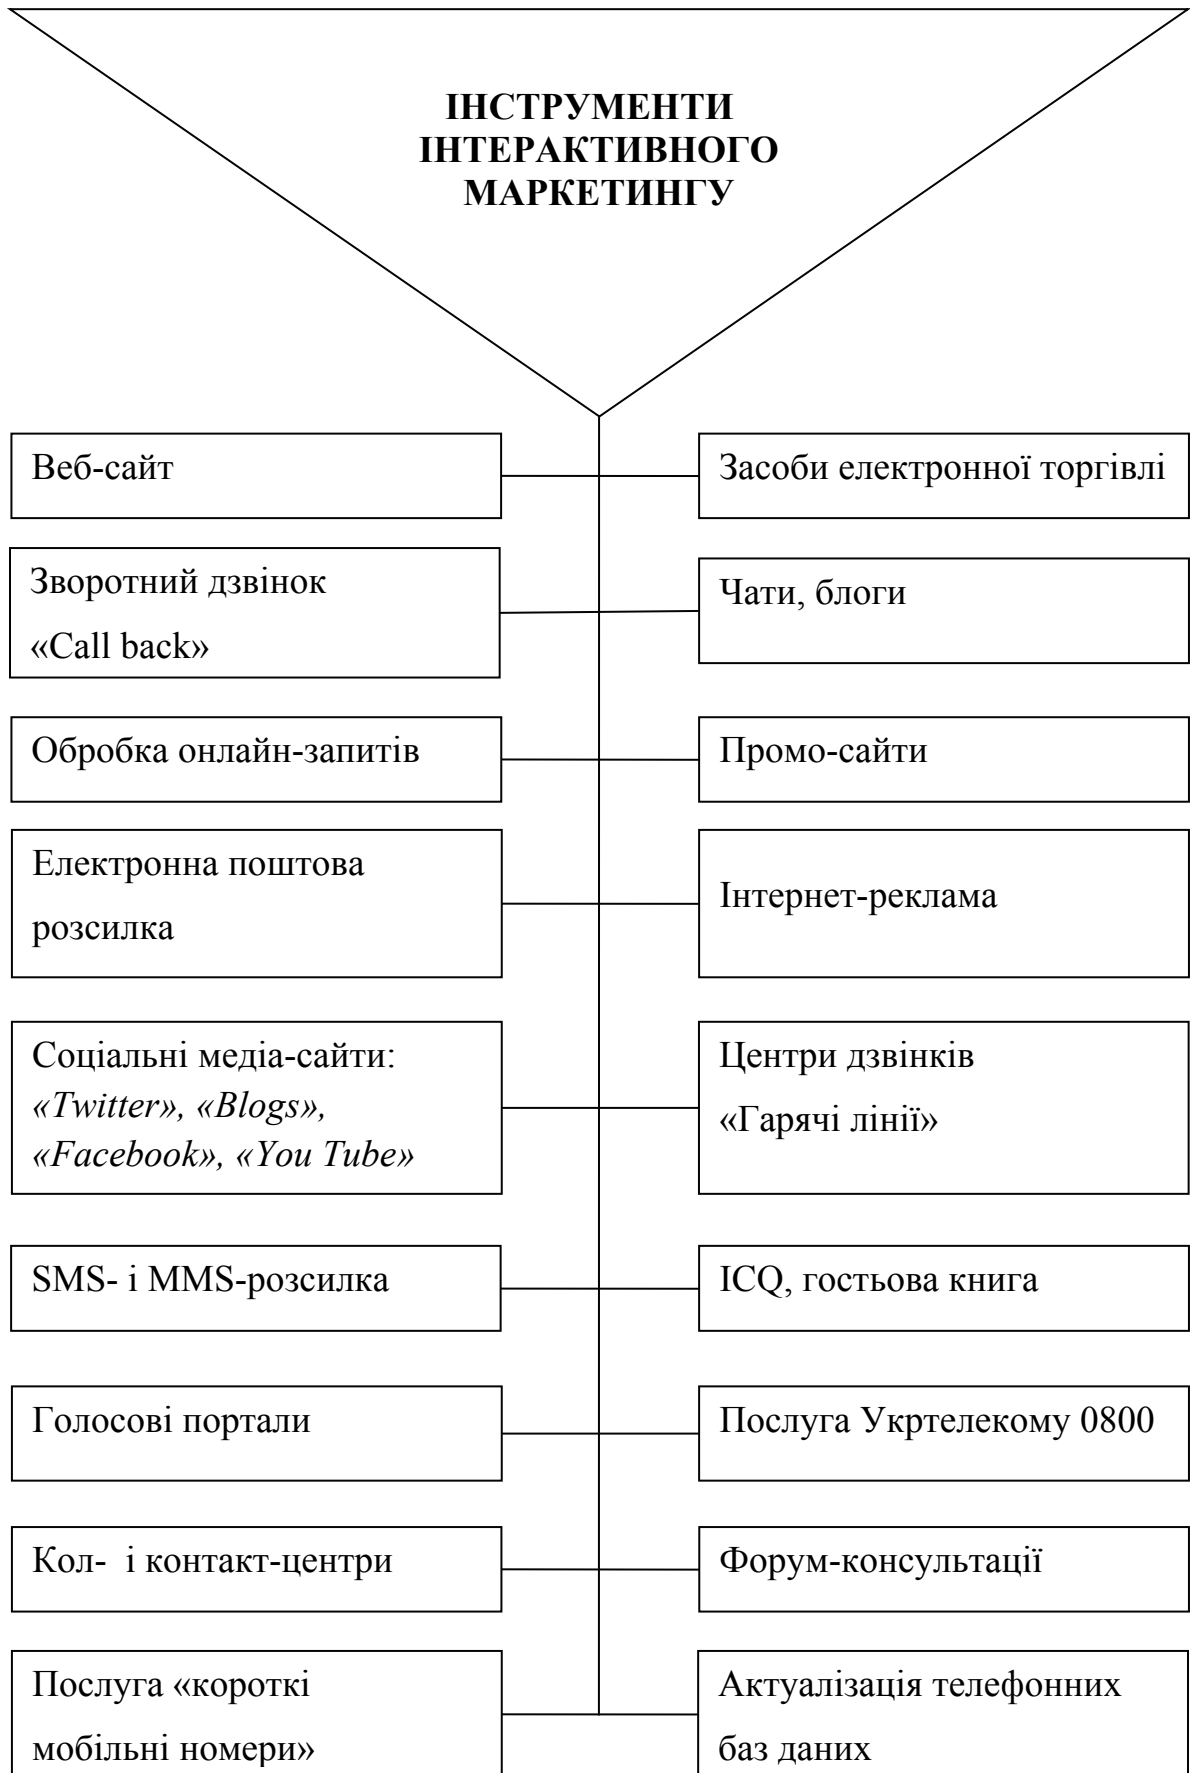 ІНСТРУМЕНТИ
ІНТЕРАКТИВНОГО
МАРКЕТИНГУ
Веб-сайт
Засоби електронної торгівлі
Зворотний дзвінок
«Call back»
Чати, блоги
Обробка онлайн-запитів
Промо-сайти
Електронна поштова
розсилка
Інтернет-реклама
Соціальні медіа-сайти:
«Twitter», «Blogs»,
«Facebook», «You Tube»
Центри дзвінків
«Гарячі лінії»
SMS- і MMS-розсилка
ICQ, гостьова книга
Голосові портали
Послуга Укртелекому 0800
Кол-  і контакт-центри
Форум-консультації
Послуга «короткі
мобільні номери»
Актуалізація телефонних
баз даних